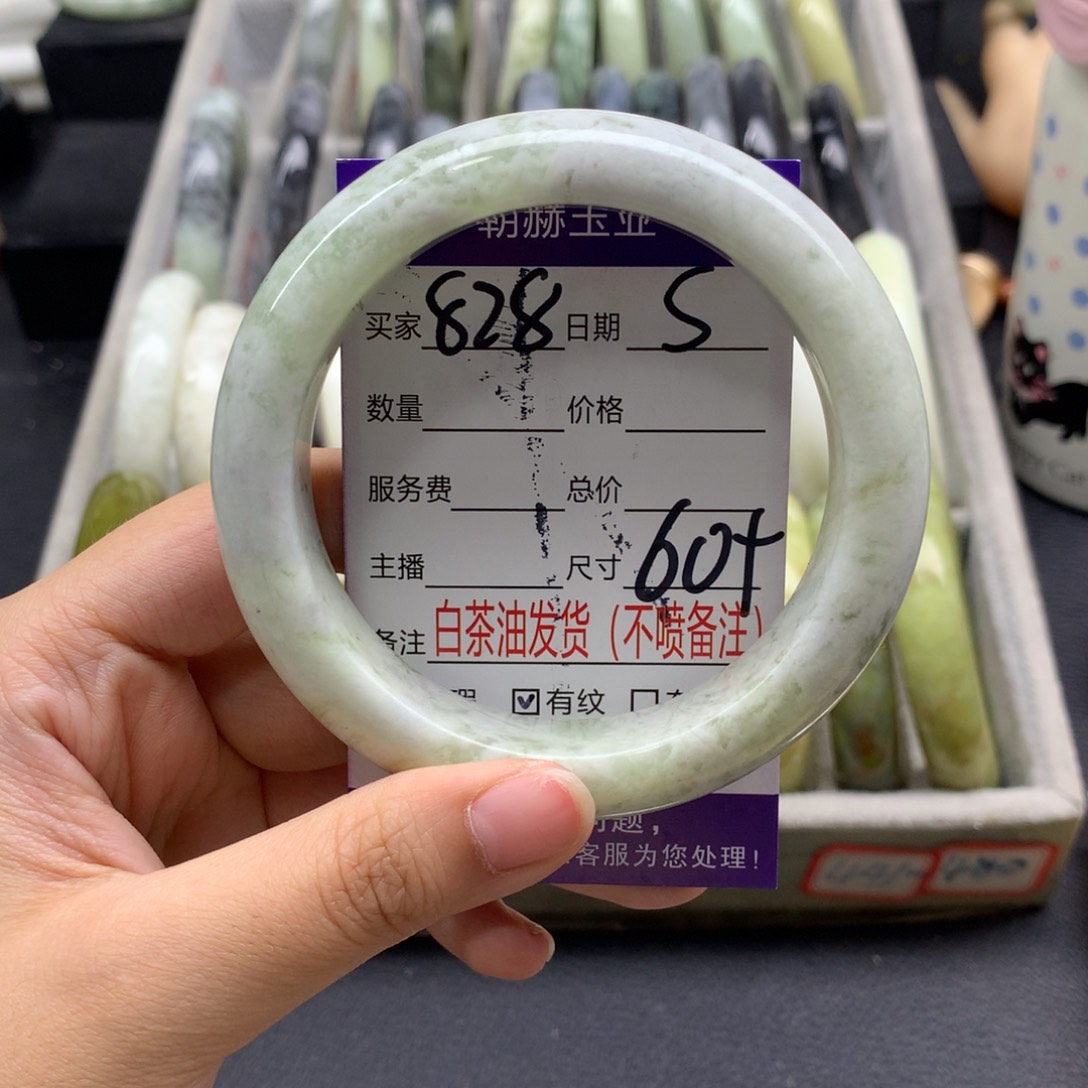 朝赫玉业
买家 828 日期 5
数量 价格
服务费 总价
主播 尺寸 60+
备注 白茶油发货（不喷备注）
☑有纹 □
问题，
客服为您处理！